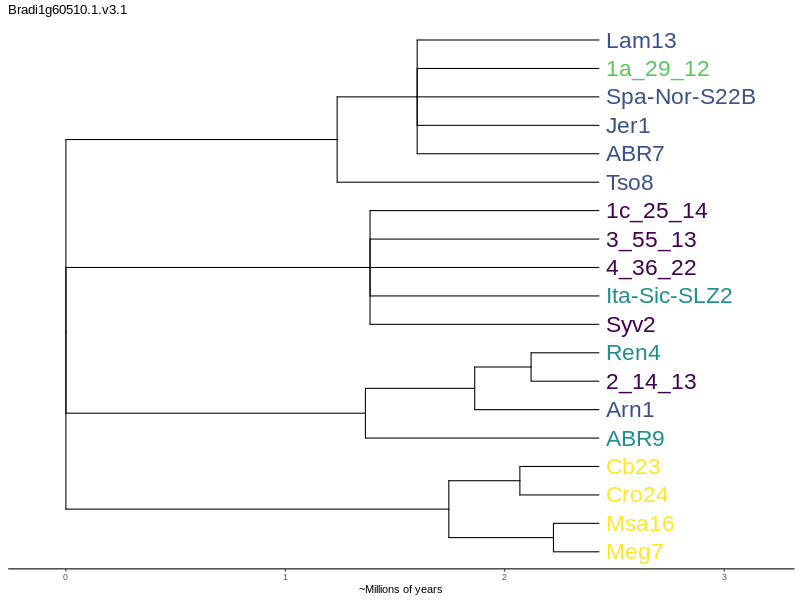 Bradi1g60510.1.v3.1
Lam13
1a_29_12
Spa-Nor-S22B
Jer1
ABR7
Tso8
1c_25_14
3_55_13
4_36_22
Ita-Sic-SLZ2
Syv2
Ren4
2_14_13
Arn1
ABR9
Cb23
Cro24
Msa16
Meg7
0 1 2 3
~Millions of years